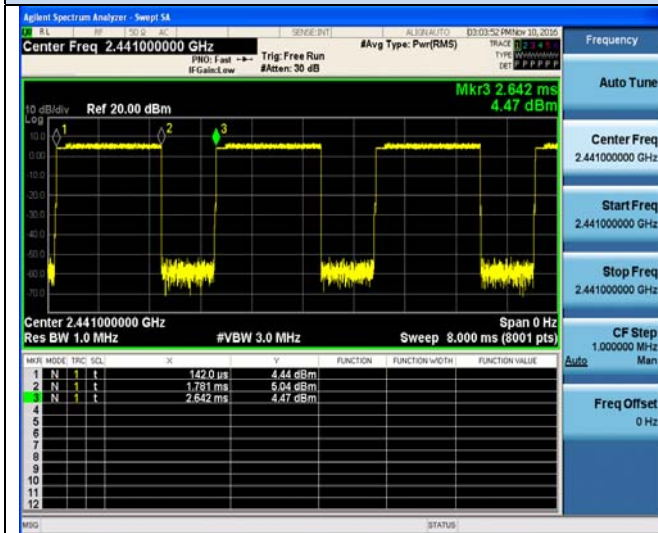 Agilent Spectrum Analyzer - Swept SA
RL RF 50 Ω AC SENSE:INT ALIGNAUTO 03:03:52 PM Nov 10, 2016
Center Freq 2.441000000 GHz
PNO: Fast
IFGain:Low
Trig: Free Run
#Atten: 30 dB
#Avg Type: Pwr(RMS)
TRACE 1 2 3 4 5 6
TYPE
DET P P P P P P
Mkr3 2.642 ms
4.47 dBm
10 dB/div Ref 20.00 dBm
Log
10.0
0.00
-10.0
-20.0
-30.0
-40.0
-50.0
-60.0
-70.0
1
2
3
Center 2.441000000 GHz Span 0 Hz
Res BW 1.0 MHz #VBW 3.0 MHz Sweep 8.000 ms (8001 pts)
MKR MODE TRC SCL X Y FUNCTION FUNCTION WIDTH FUNCTION VALUE
1 N 1 t 142.0 µs 4.44 dBm
2 N 1 t 1.781 ms 5.04 dBm
3 N 1 t 2.642 ms 4.47 dBm
4
5
6
7
8
9
10
11
12
MSG STATUS
Frequency
Auto Tune
Center Freq
2.441000000 GHz
Start Freq
2.441000000 GHz
Stop Freq
2.441000000 GHz
CF Step
1.000000 MHz
Auto Man
Freq Offset
0 Hz